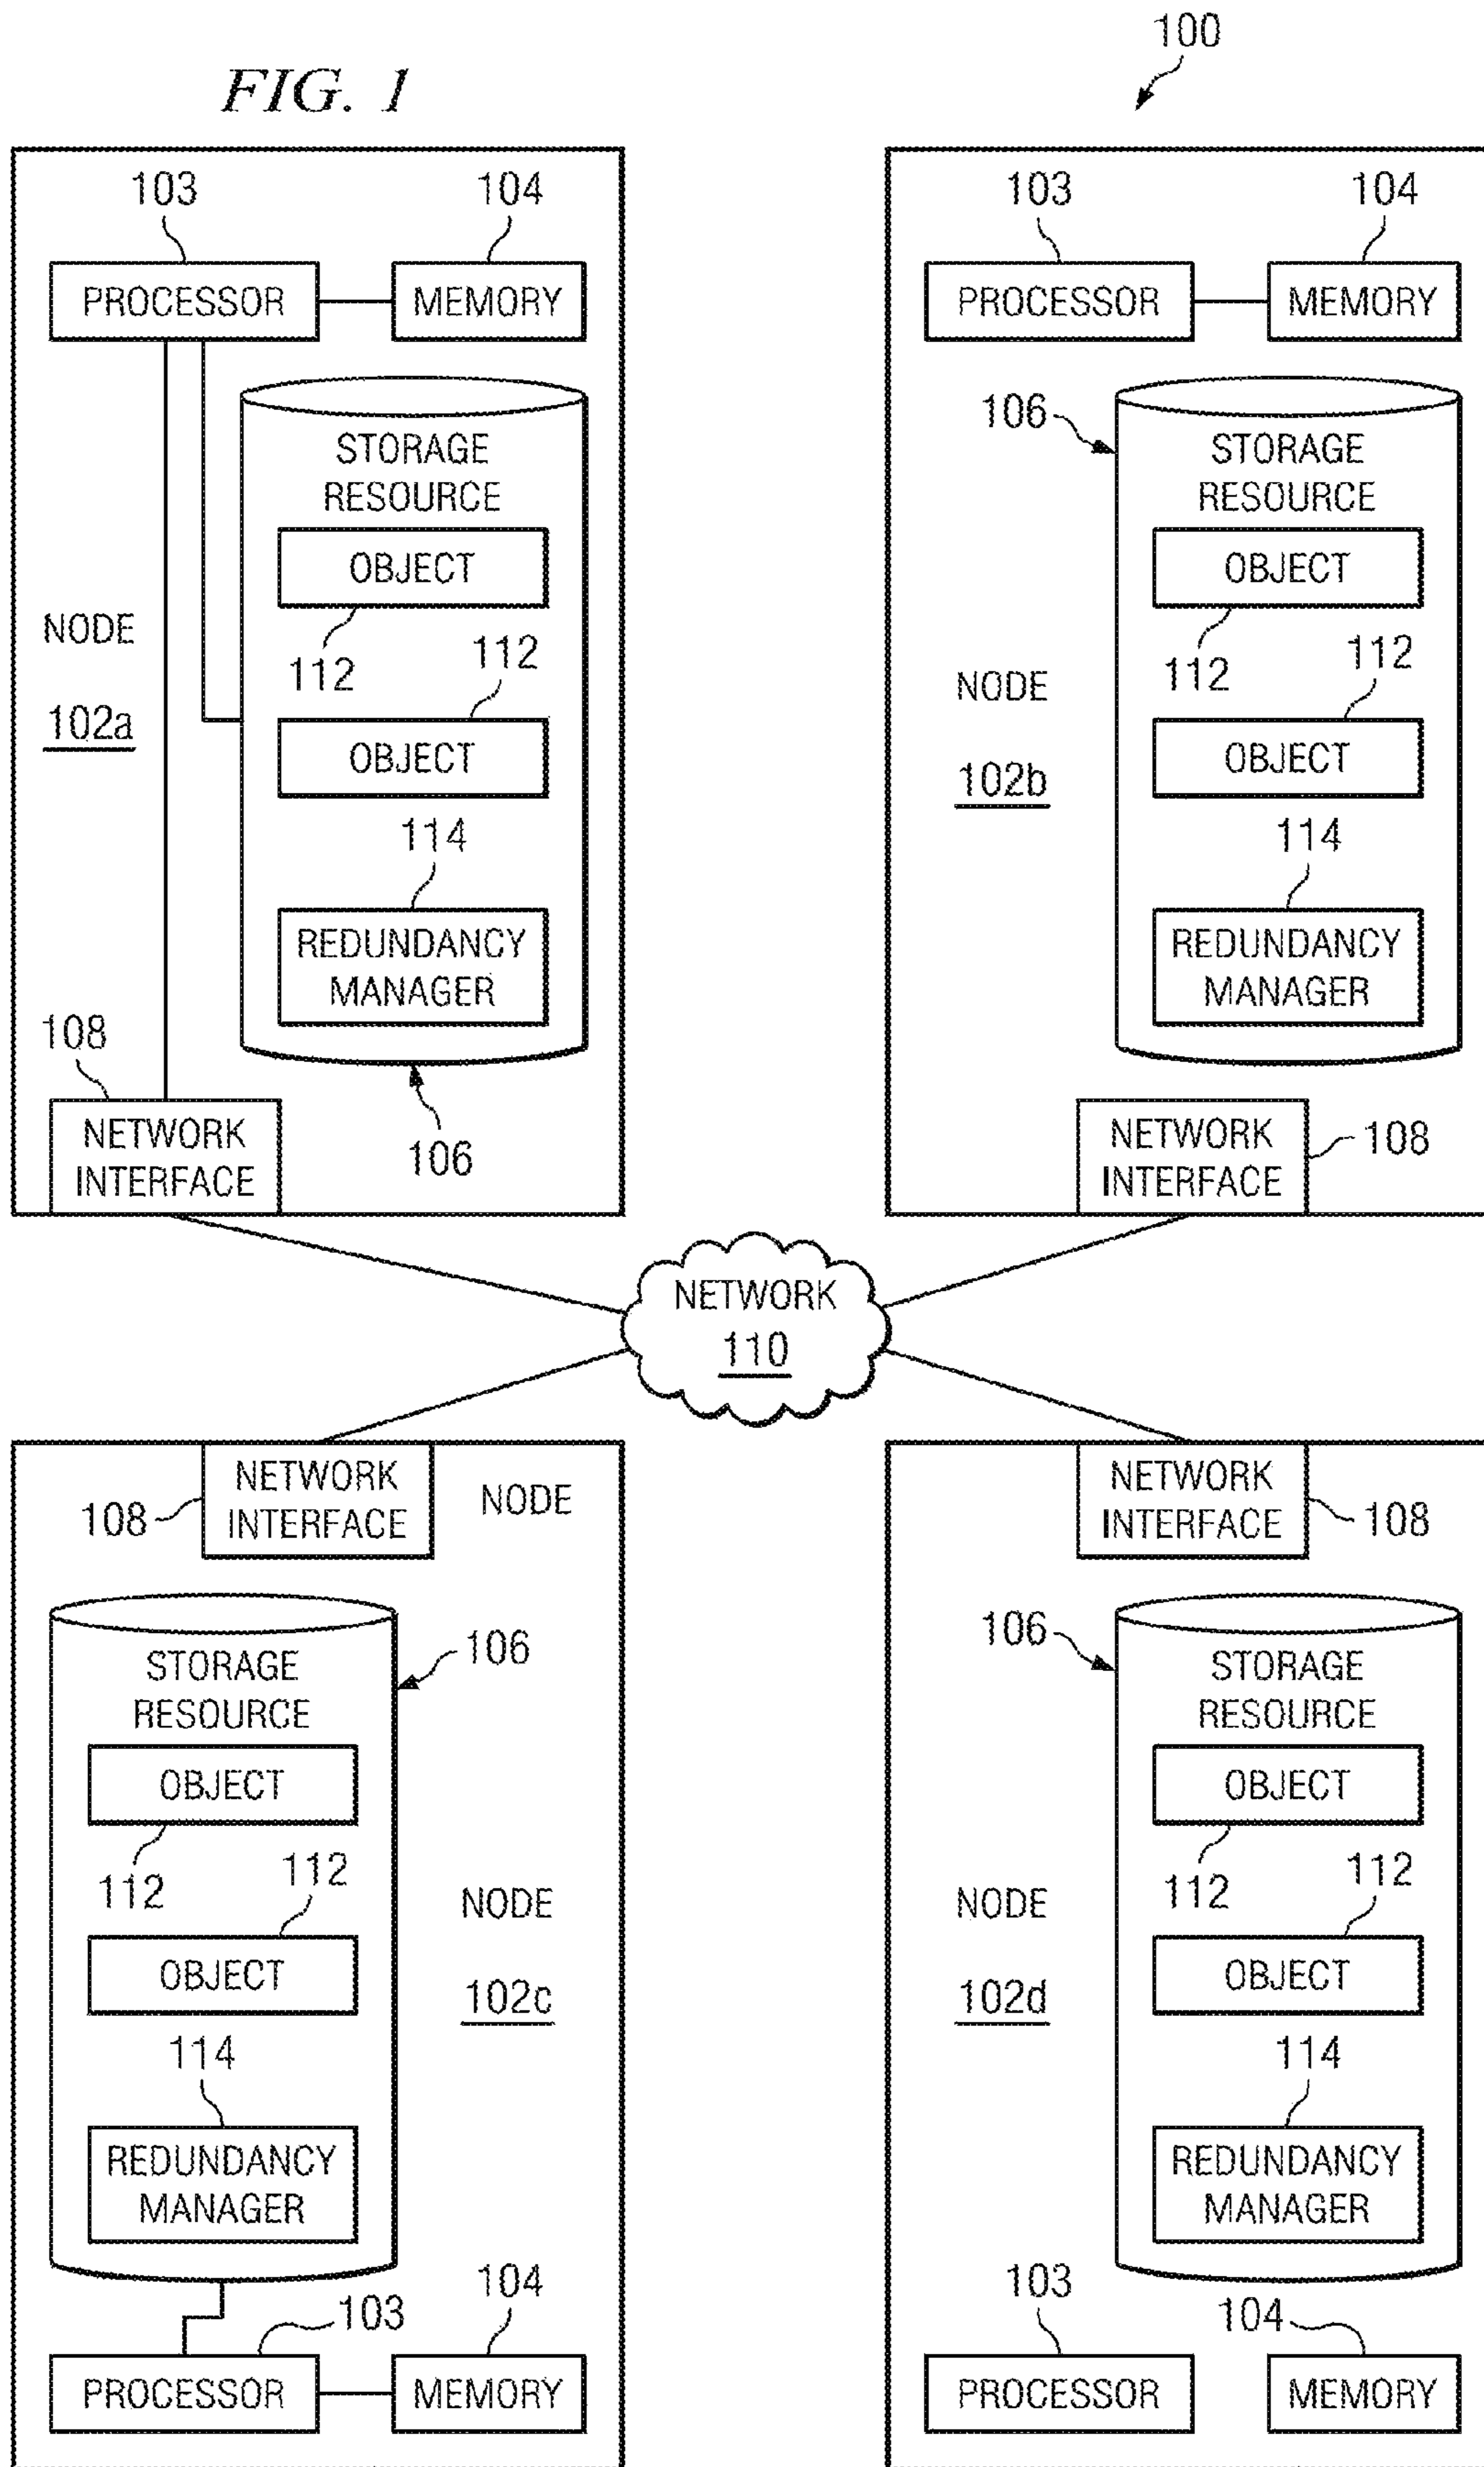 FIG. 1
100
103
104
PROCESSOR
MEMORY
STORAGE
RESOURCE
OBJECT
112
112
OBJECT
114
REDUNDANCY
MANAGER
NODE
102a
108
NETWORK
INTERFACE
106
103
104
PROCESSOR
MEMORY
106
STORAGE
RESOURCE
OBJECT
112
112
OBJECT
114
REDUNDANCY
MANAGER
NODE
102b
NETWORK
INTERFACE
108
NETWORK
110
NETWORK
INTERFACE
108
NODE
106
STORAGE
RESOURCE
OBJECT
112
112
OBJECT
114
REDUNDANCY
MANAGER
NODE
102c
103
104
PROCESSOR
MEMORY
NETWORK
INTERFACE
108
106
STORAGE
RESOURCE
OBJECT
112
112
OBJECT
114
REDUNDANCY
MANAGER
NODE
102d
103
104
PROCESSOR
MEMORY